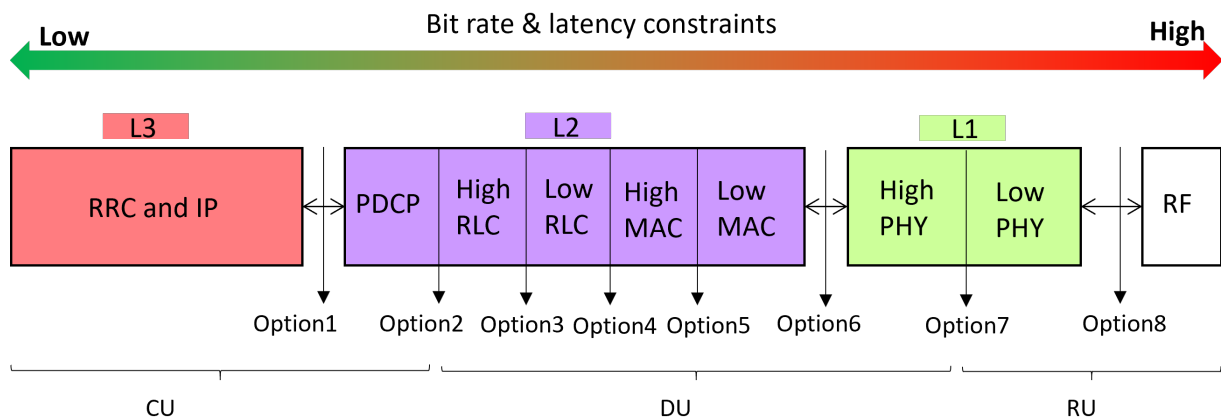 Bit rate & latency constraints
Low
High
L3
L2
L1
RRC and IP
PDCP
High
RLC
Low
RLC
High
MAC
Low
MAC
High
PHY
Low
PHY
RF
Option1
Option2
Option3
Option4
Option5
Option6
Option7
Option8
CU
DU
RU